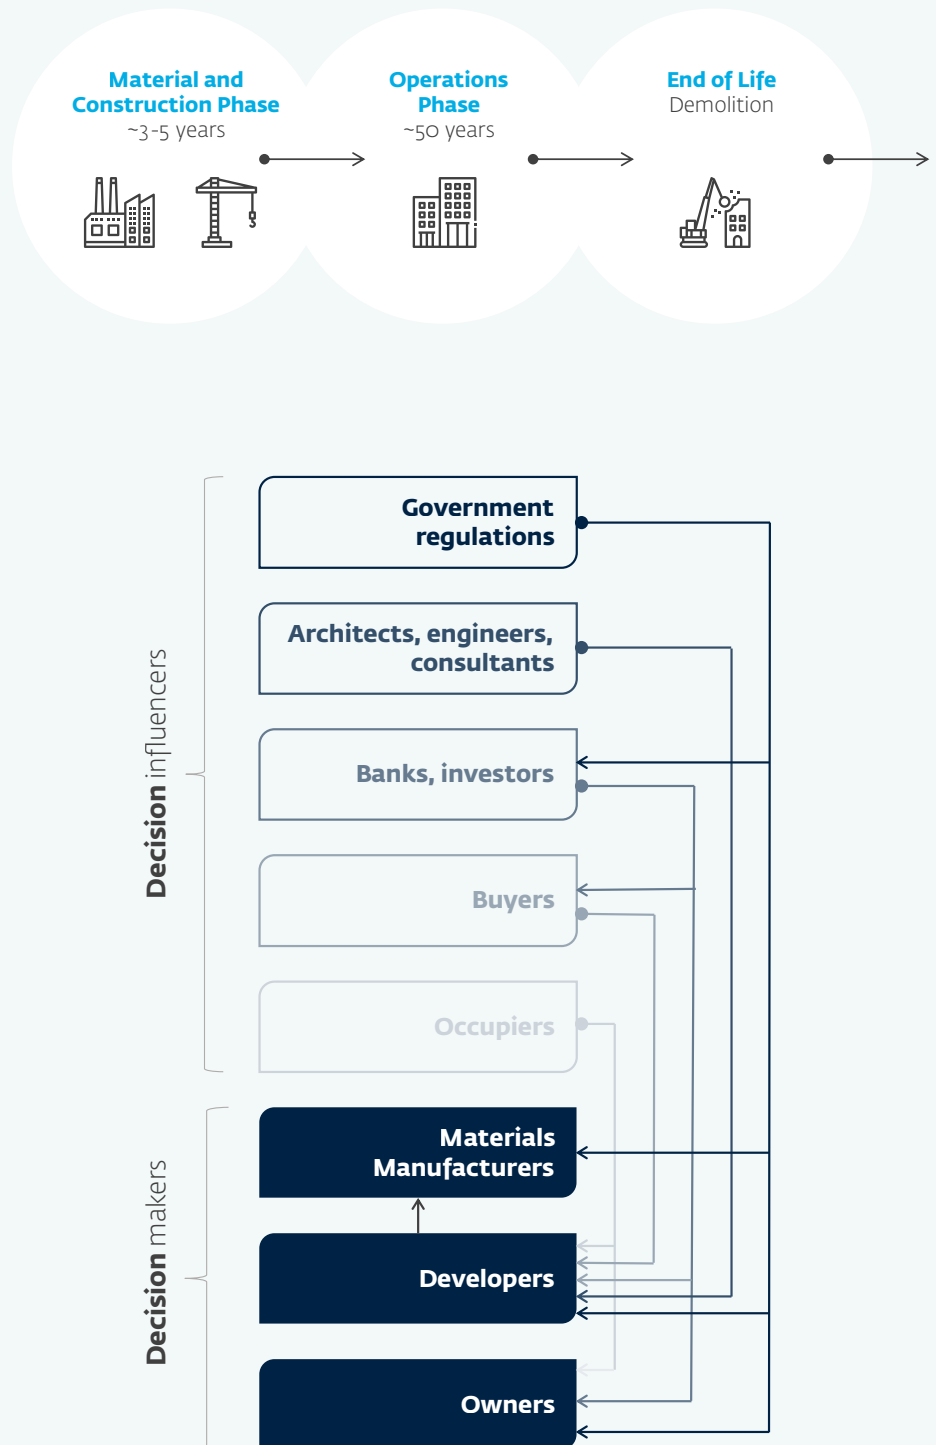 Material and
Construction Phase
~3-5 years
Operations
Phase
~50 years
End of Life
Demolition
Decision influencers
Government
regulations
Architects, engineers,
consultants
Banks, investors
Buyers
Occupiers
Decision makers
Materials
Manufacturers
Developers
Owners